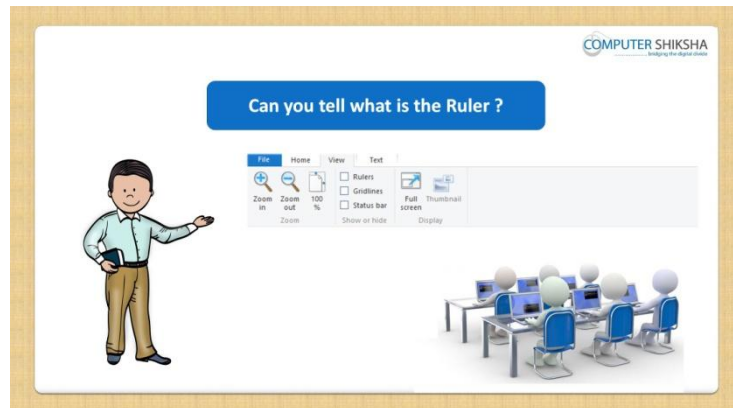 COMPUTER SHIKSHA
bridging the digital divide
Can you tell what is the Ruler ?
File Home View Text
Rulers
Gridlines
Status bar
Zoom in
Zoom out
100 %
Full screen
Thumbnail
Zoom
Show or hide
Display